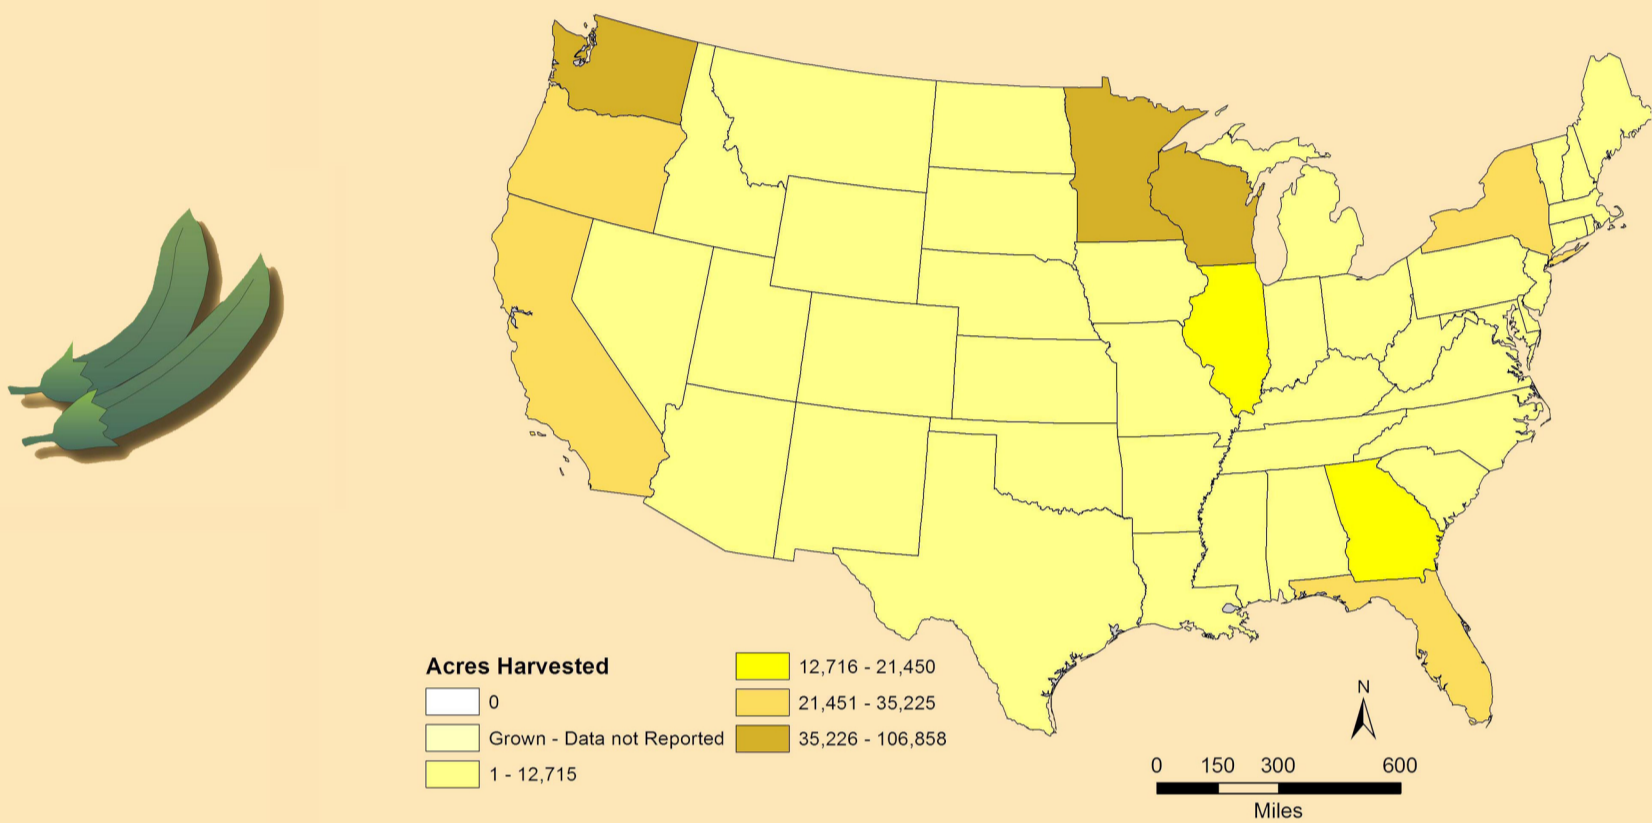 Acres Harvested
0
Grown - Data not Reported
1 - 12,715
12,716 - 21,450
21,451 - 35,225
35,226 - 106,858
N
0 150 300 600
Miles